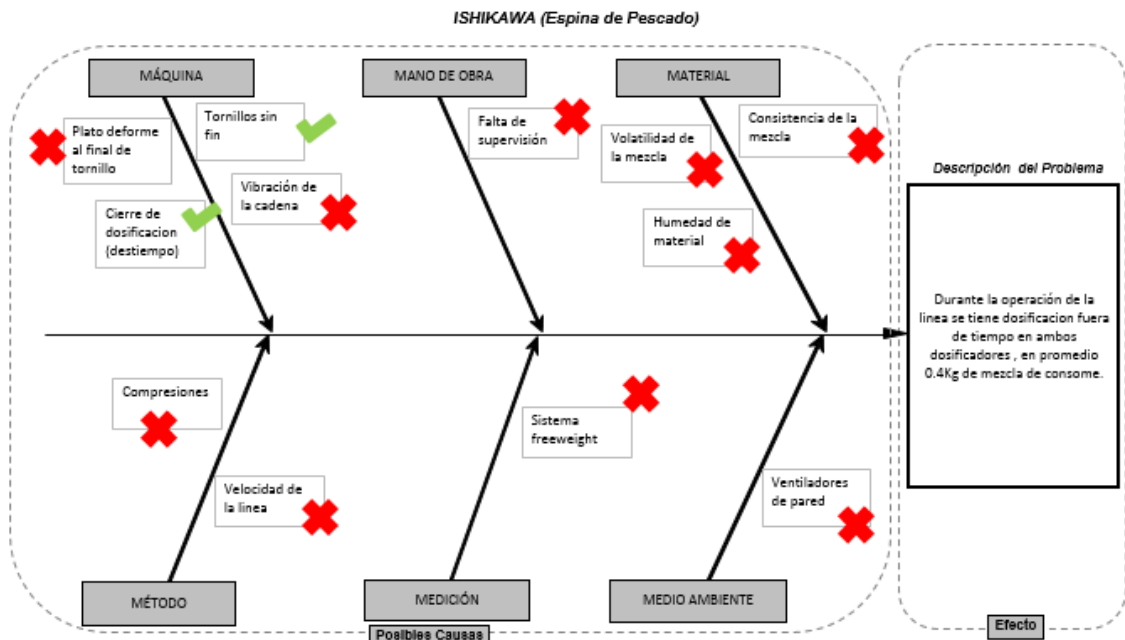 ISHIKAWA (Espina de Pescado)
MÁQUINA
MANO DE OBRA
MATERIAL
Plato deforme
al final de
tornillo
Tornillos sin
fin
Cierre de
dosificacion
(destiempo)
Vibración de
la cadena
Falta de
supervisión
Volatilidad de
la mezcla
Consistencia de la
mezcla
Humedad de
material
Descripción del Problema
Durante la operación de la
linea se tiene dosificacion fuera
de tiempo en ambos
dosificadores , en promedio
0.4Kg de mezcla de consome.
Compresiones
Velocidad de
la linea
Sistema
freeweight
Ventiladores
de pared
MÉTODO
MEDICIÓN
MEDIO AMBIENTE
Posibles Causas
Efecto